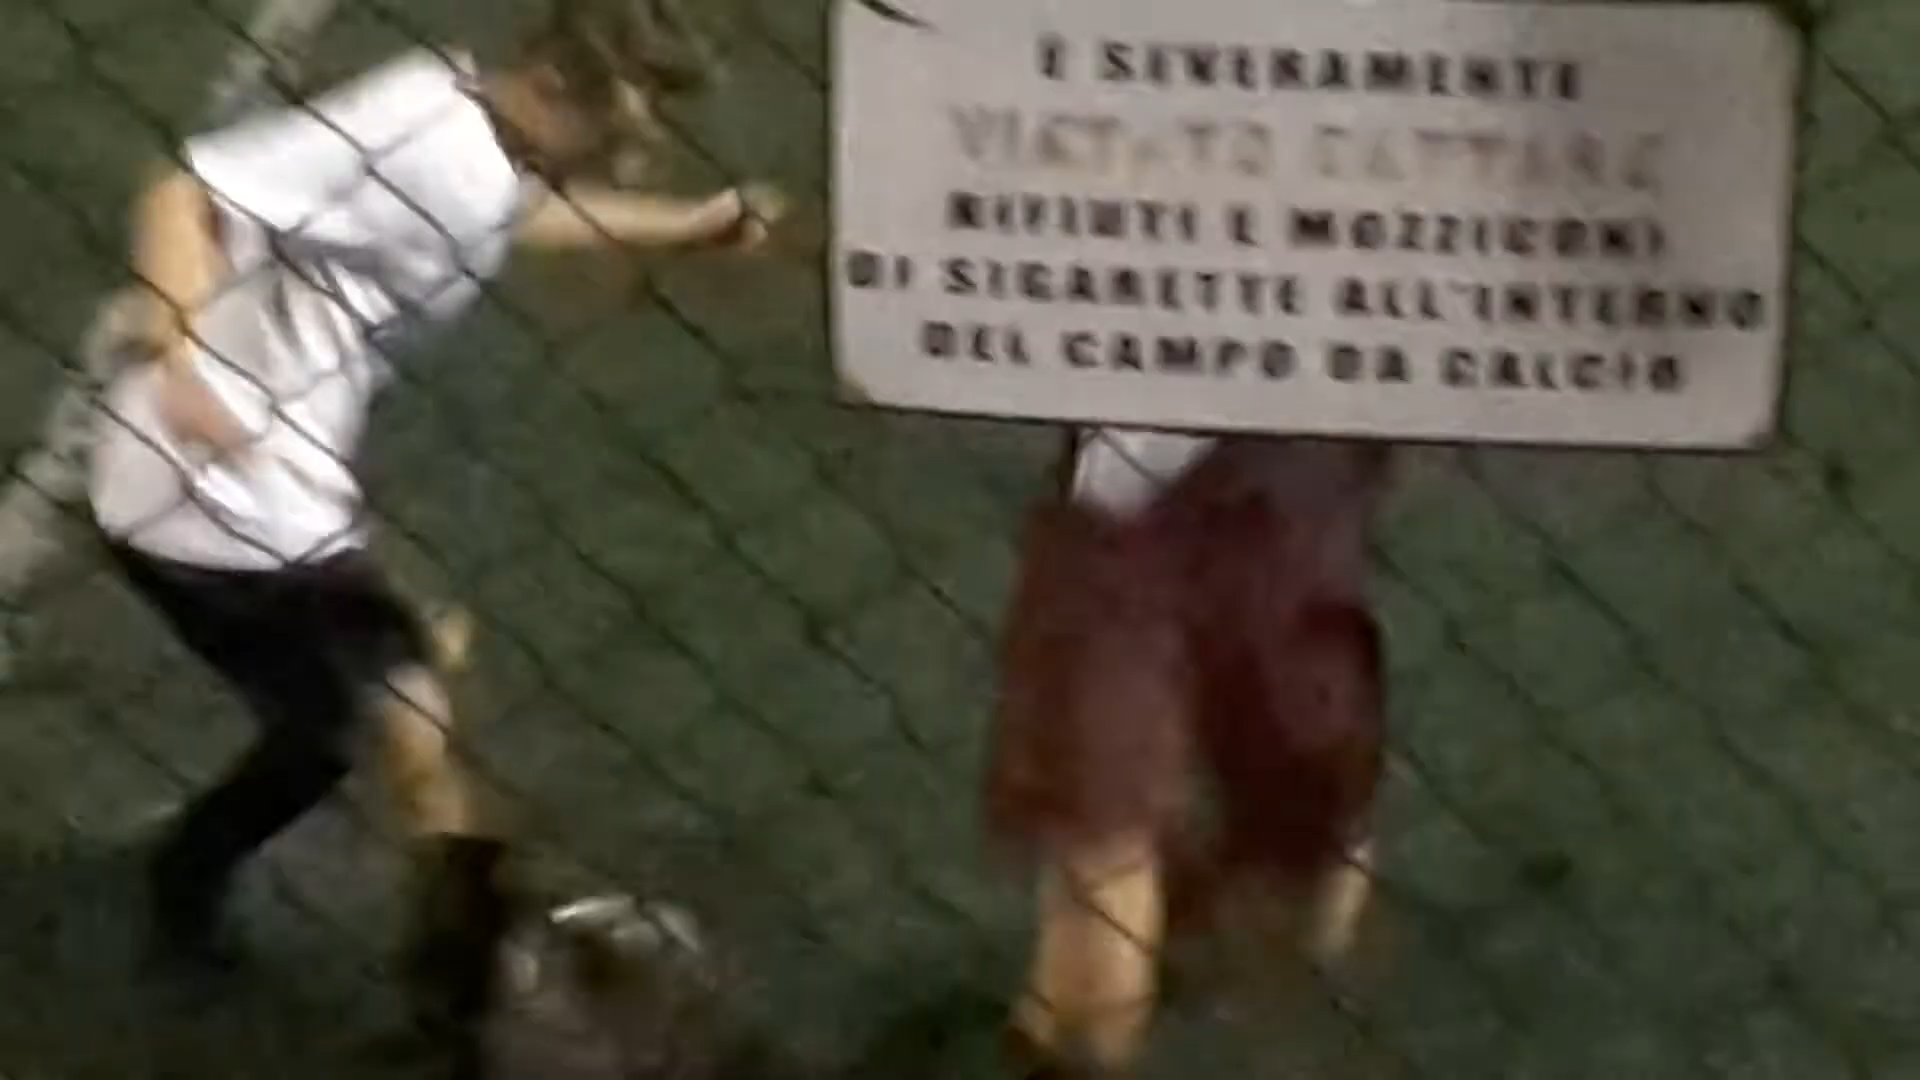 E SEVERAMENTE
VIETATO GETTARE
RIFIUTI E MOZZICONI
DI SIGARETTE ALL'INTERNO
DEL CAMPO DA CALCIO